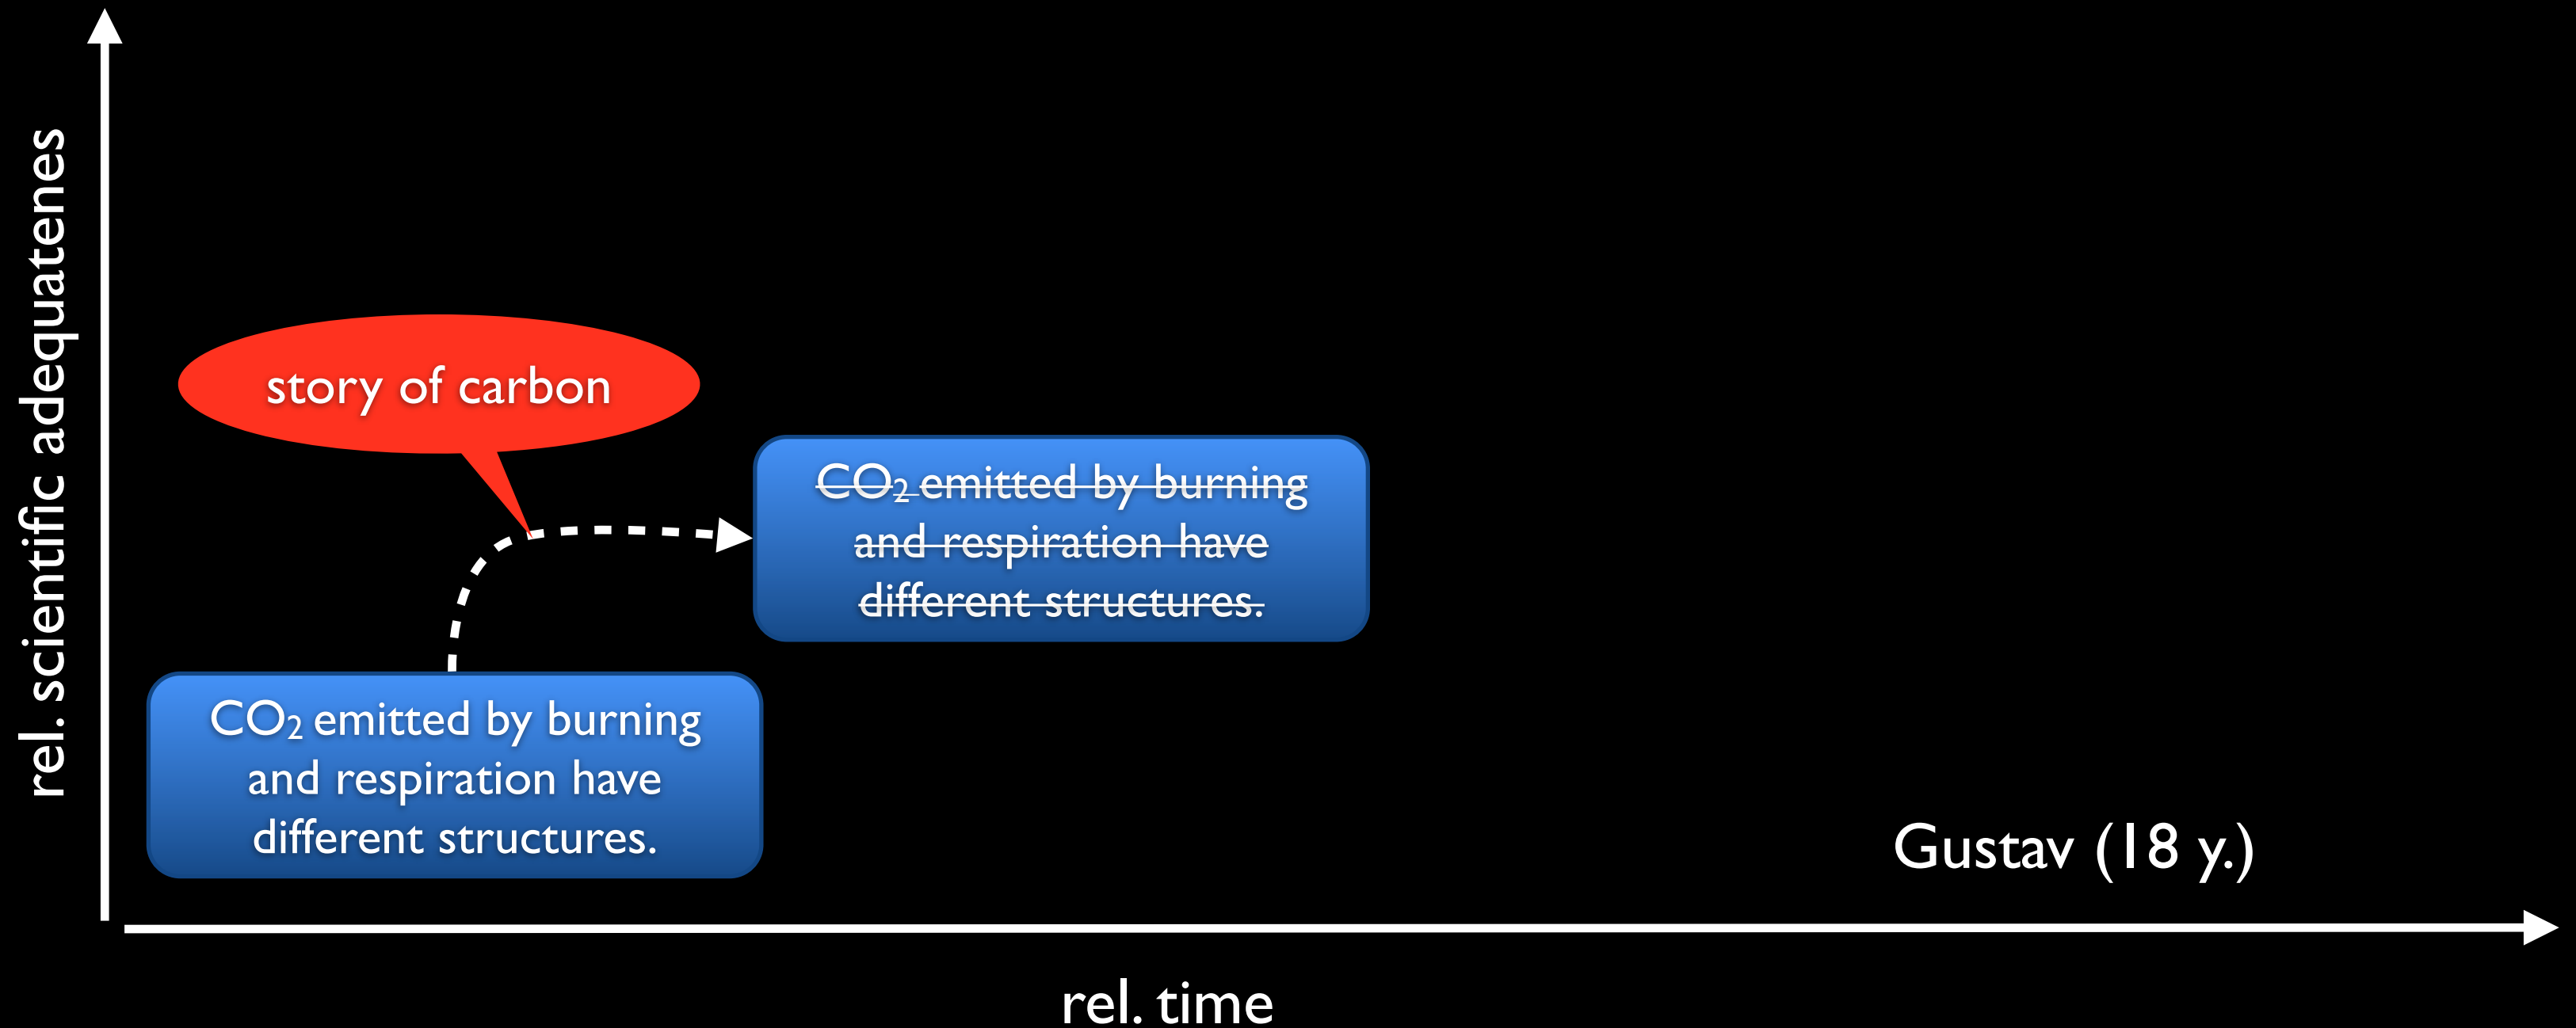 rel. scientific adequatenes
story of carbon
CO₂ emitted by burning
and respiration have
different structures.
CO₂ emitted by burning
and respiration have
different structures.
Gustav (18 y.)
rel. time